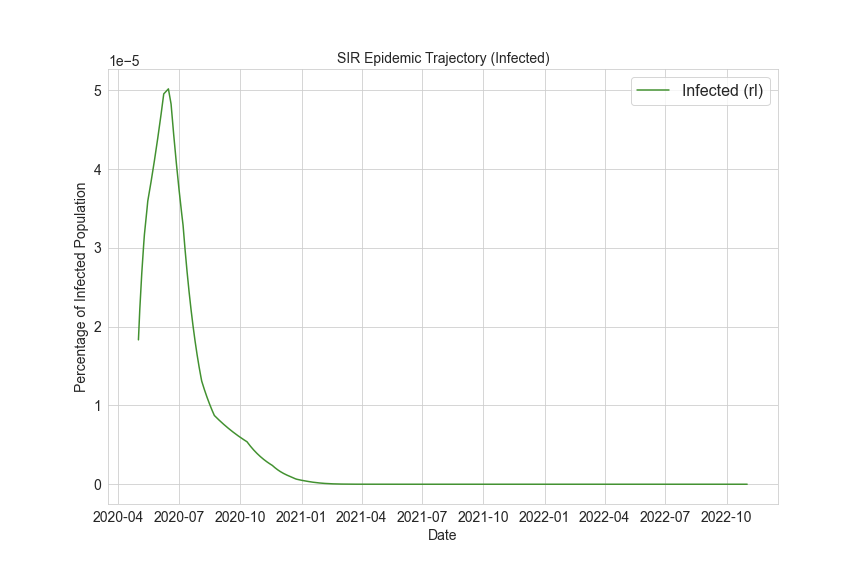 SIR Epidemic Trajectory (Infected)
1e−5
Infected (rI)
5
4
3
2
1
0
Percentage of Infected Population
2020-04 2020-07 2020-10 2021-01 2021-04 2021-07 2021-10 2022-01 2022-04 2022-07 2022-10
Date